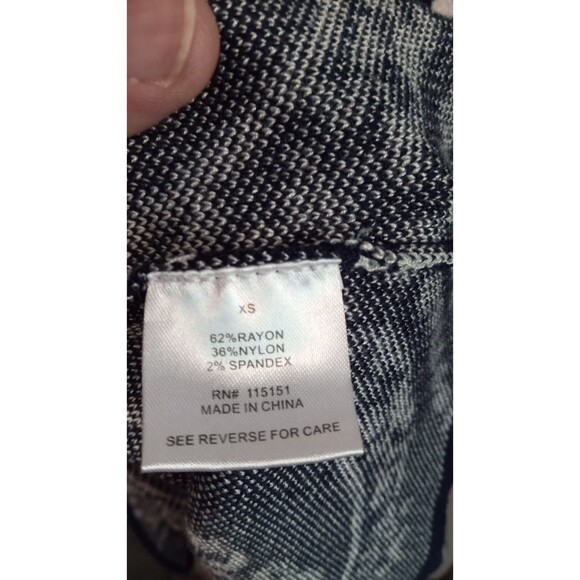 XS
62%RAYON
36%NYLON
2% SPANDEX
RN# 115151
MADE IN CHINA
SEE REVERSE FOR CARE